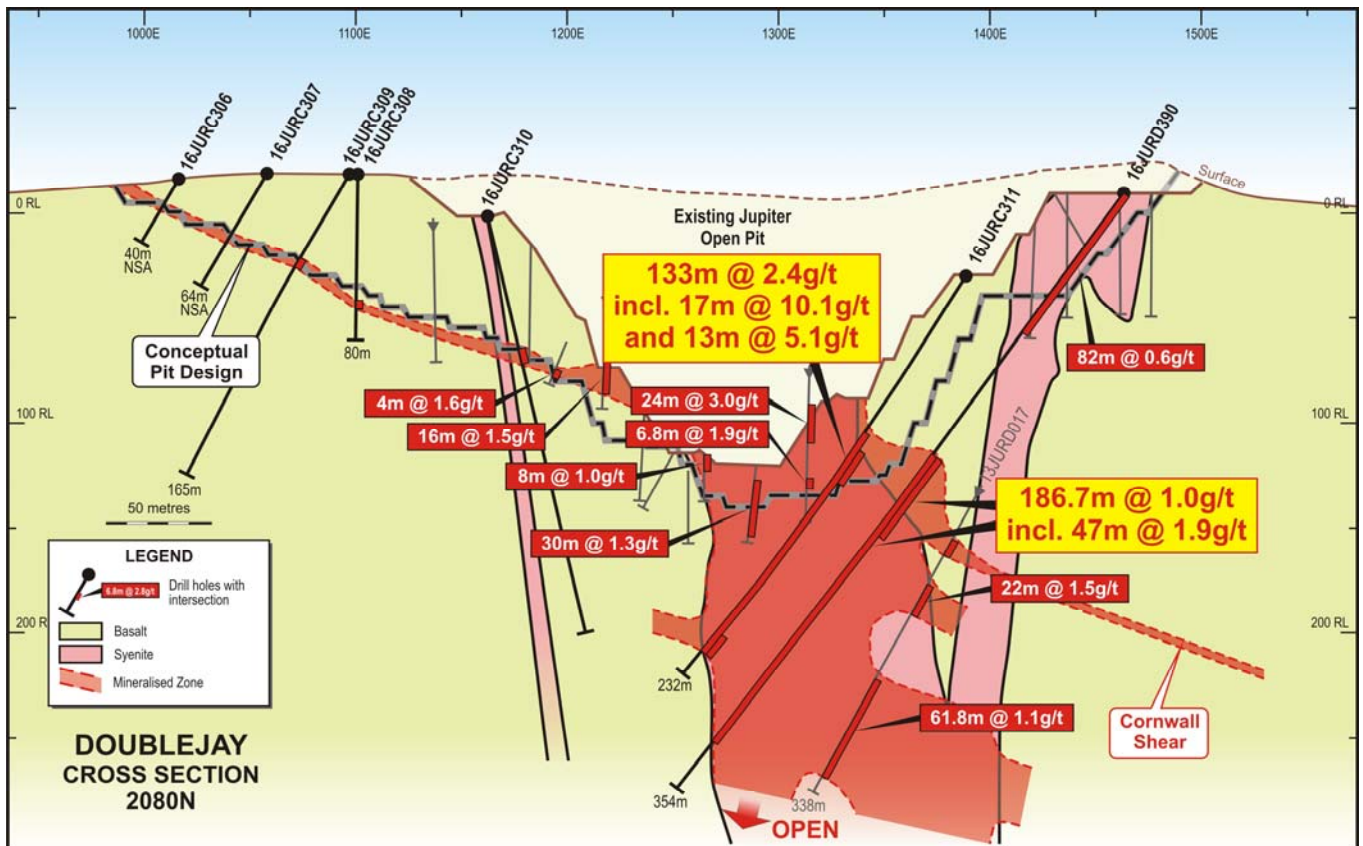 1000E
1100E
1200E
1300E
1400E
1500E
16JURC306
16JURC307
16JURC309
16JURC308
16JURC310
16JURC311
16JURD390
Surface
0 RL
0 RL
Existing Jupiter
Open Pit
40m
NSA
64m
NSA
133m @ 2.4g/t
incl. 17m @ 10.1g/t
and 13m @ 5.1g/t
Conceptual
Pit Design
80m
82m @ 0.6g/t
4m @ 1.6g/t
24m @ 3.0g/t
100 RL
100 RL
16m @ 1.5g/t
6.8m @ 1.9g/t
13JURD017
8m @ 1.0g/t
165m
50 metres
186.7m @ 1.0g/t
incl. 47m @ 1.9g/t
30m @ 1.3g/t
LEGEND
6.8m @ 2.8g/t
Drill holes with
intersection
Basalt
Syenite
Mineralised Zone
22m @ 1.5g/t
200 RL
200 RL
232m
61.8m @ 1.1g/t
Cornwall
Shear
DOUBLEJAY
CROSS SECTION
2080N
354m
338m
OPEN